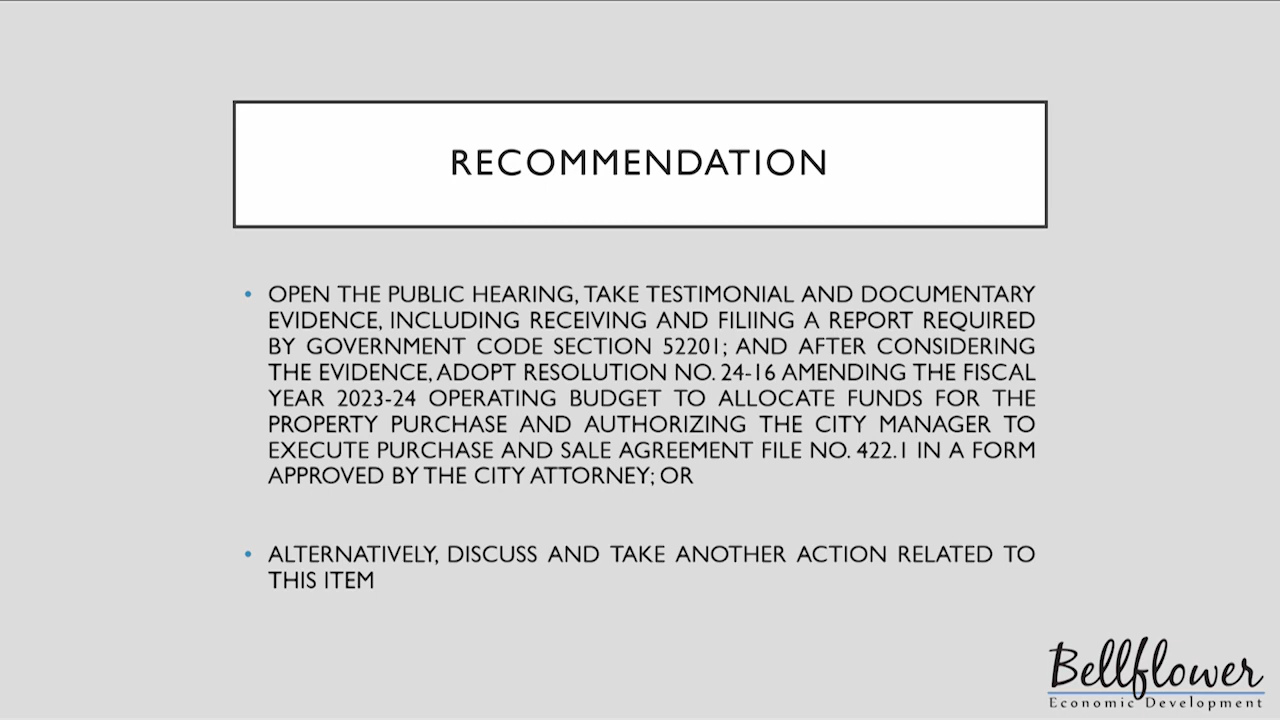 RECOMMENDATION
• OPEN THE PUBLIC HEARING, TAKE TESTIMONIAL AND DOCUMENTARY
EVIDENCE, INCLUDING RECEIVING AND FILIING A REPORT REQUIRED
BY GOVERNMENT CODE SECTION 52201; AND AFTER CONSIDERING
THE EVIDENCE, ADOPT RESOLUTION NO. 24-16 AMENDING THE FISCAL
YEAR 2023-24 OPERATING BUDGET TO ALLOCATE FUNDS FOR THE
PROPERTY PURCHASE AND AUTHORIZING THE CITY MANAGER TO
EXECUTE PURCHASE AND SALE AGREEMENT FILE NO. 422.1 IN A FORM
APPROVED BY THE CITY ATTORNEY; OR
• ALTERNATIVELY, DISCUSS AND TAKE ANOTHER ACTION RELATED TO
THIS ITEM
Bellflower
Economic Development